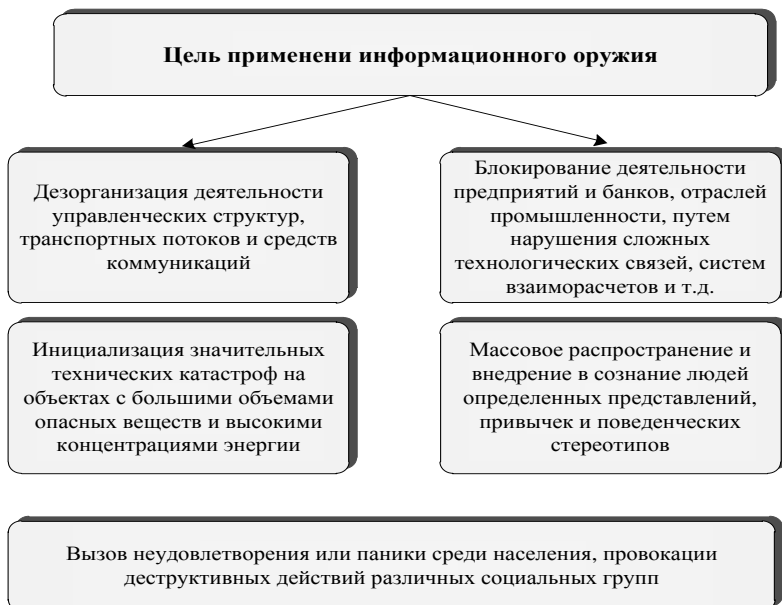 Цель применени информационного оружия
Дезорганизация деятельности
управленческих структур,
транспортных потоков и средств
коммуникаций
Блокирование деятельности
предприятий и банков, отраслей
промышленности, путем
нарушения сложных
технологических связей, систем
взаиморасчетов и т.д.
Инициализация значительных
технических катастроф на
объектах с большими объемами
опасных веществ и высокими
концентрациями энергии
Массовое распространение и
внедрение в сознание людей
определенных представлений,
привычек и поведенческих
стереотипов
Вызов неудовлетворения или паники среди населения, провокации
деструктивных действий различных социальных групп